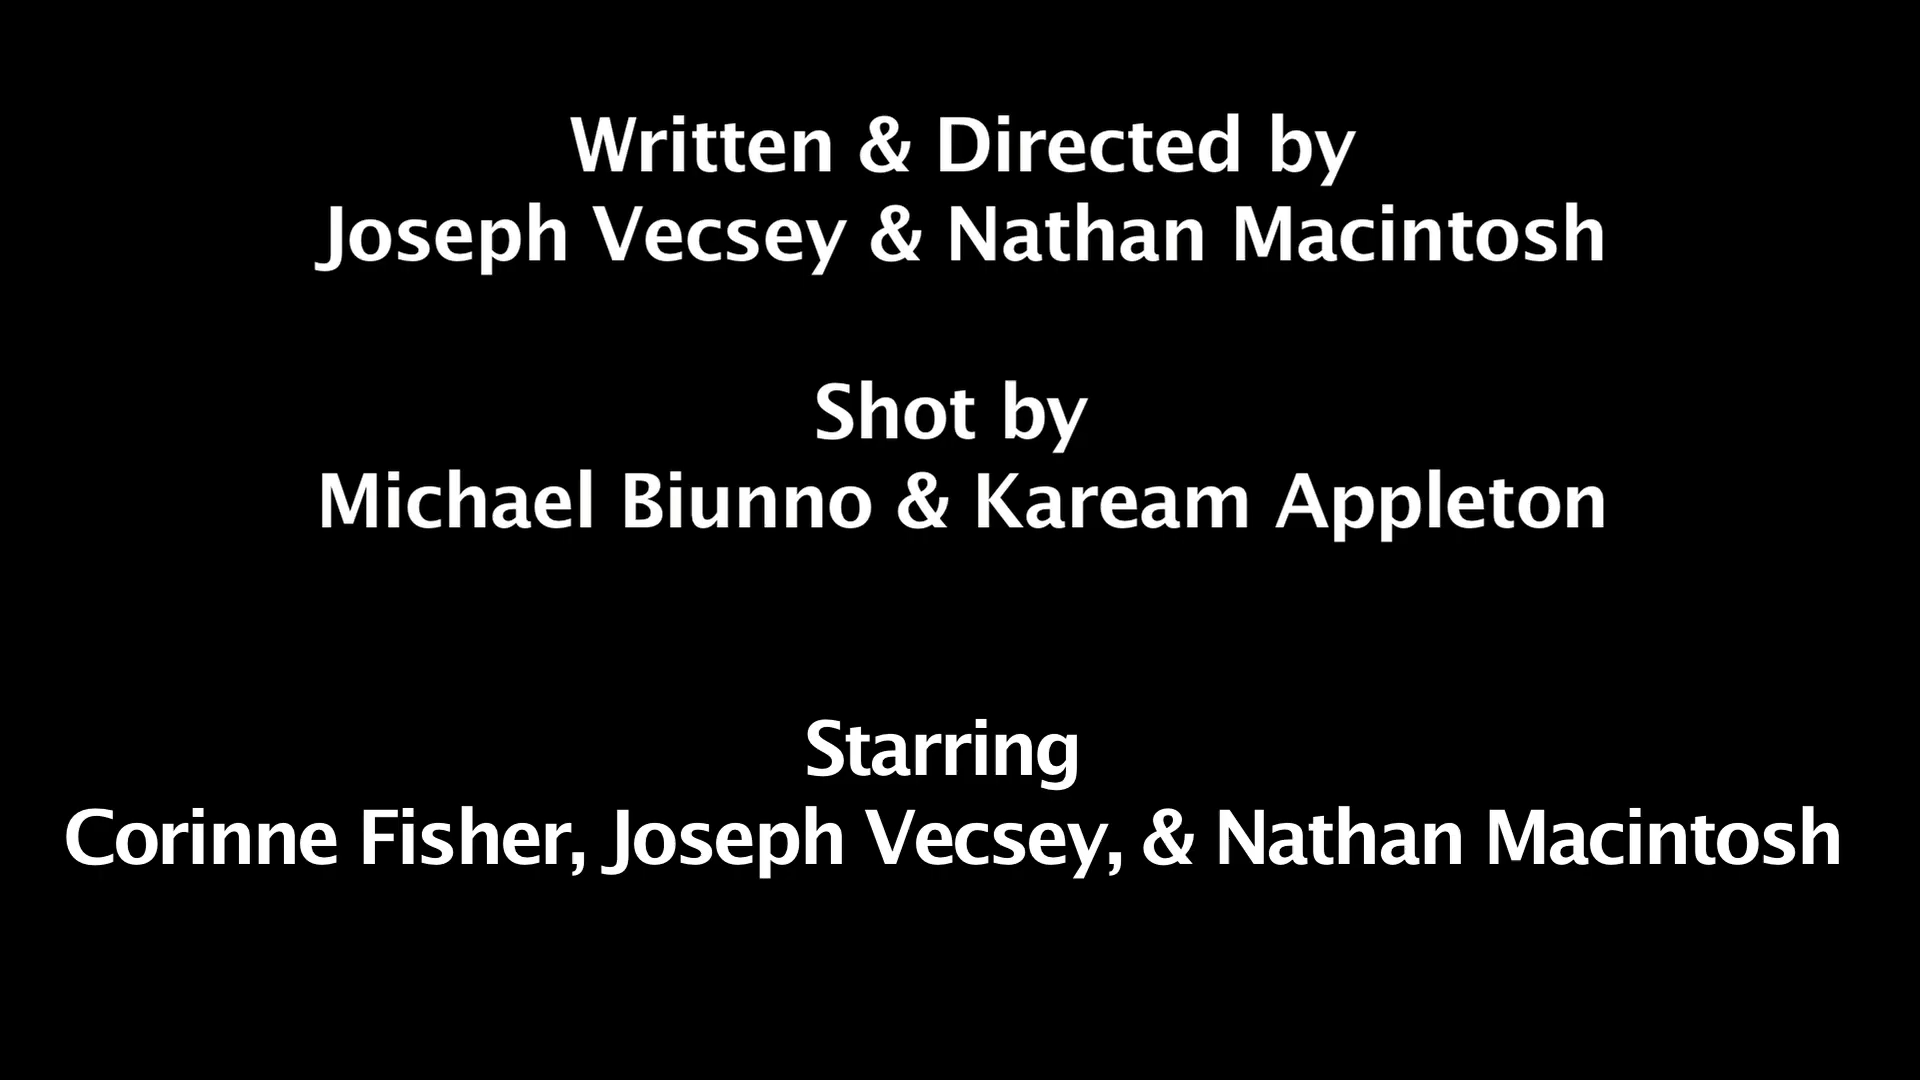 Written & Directed by
Joseph Vecsey & Nathan Macintosh
Shot by
Michael Biunno & Kaream Appleton
Starring
Corinne Fisher, Joseph Vecsey, & Nathan Macintosh